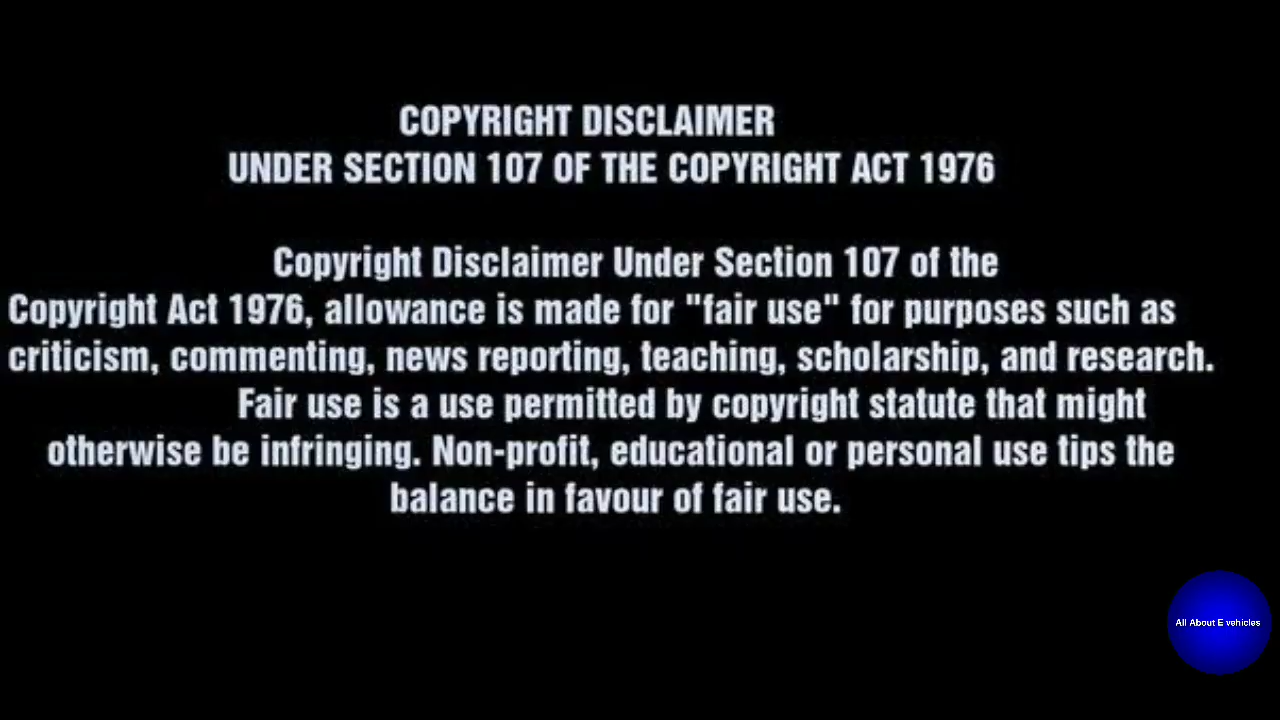 COPYRIGHT DISCLAIMER
UNDER SECTION 107 OF THE COPYRIGHT ACT 1976
Copyright Disclaimer Under Section 107 of the
Copyright Act 1976, allowance is made for "fair use" for purposes such as
criticism, commenting, news reporting, teaching, scholarship, and research.
Fair use is a use permitted by copyright statute that might
otherwise be infringing. Non-profit, educational or personal use tips the
balance in favour of fair use.
All About E vehicles